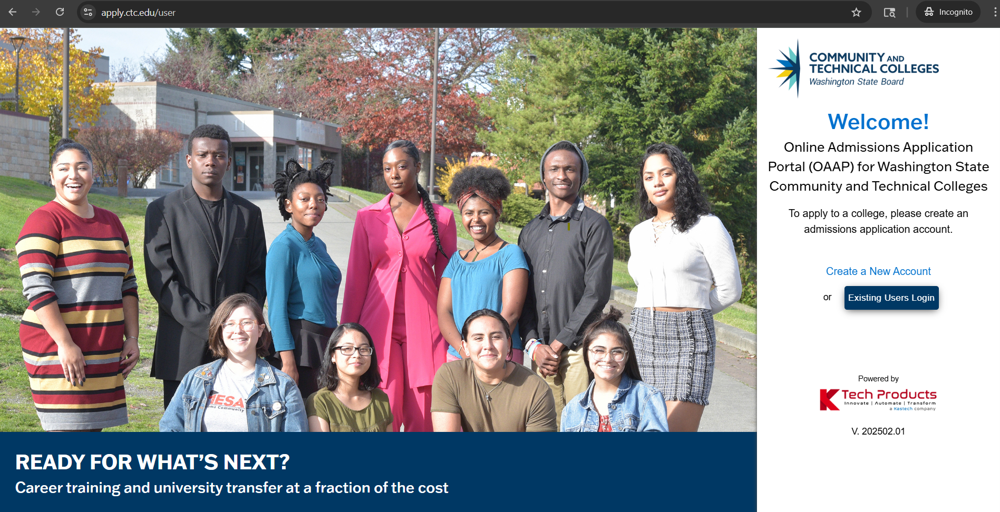 apply.ctc.edu/user
Incognito
COMMUNITY AND
TECHNICAL COLLEGES
Washington State Board
Welcome!
Online Admissions Application
Portal (OAAP) for Washington State
Community and Technical Colleges
To apply to a college, please create an
admissions application account.
Create a New Account
or
Existing Users Login
Powered by
K Tech Products
Innovate | Automate | Transform
a Kastech company
V. 202502.01
MESA
Community
READY FOR WHAT’S NEXT?
Career training and university transfer at a fraction of the cost